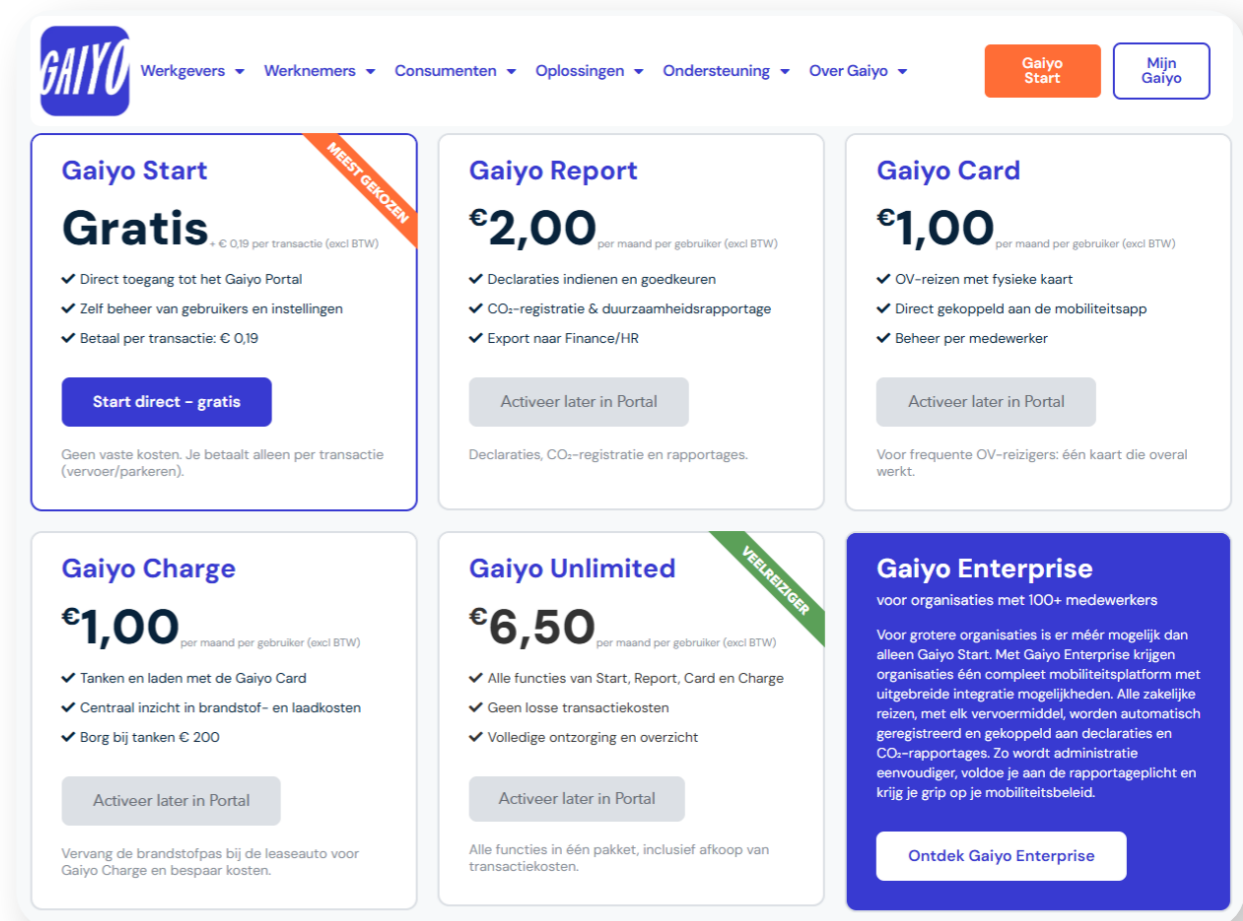 GAIYO
Werkgevers
Werknemers
Consumenten
Oplossingen
Ondersteuning
Over Gaiyo
Gaiyo
Start
Mijn
Gaiyo
MEEST GEKOZEN
Gaiyo Start
Gratis + € 0,19 per transactie (excl BTW)
Direct toegang tot het Gaiyo Portal
Zelf beheer van gebruikers en instellingen
Betaal per transactie: € 0,19
Start direct – gratis
Geen vaste kosten. Je betaalt alleen per transactie
(vervoer/parkeren).
Gaiyo Report
€2,00 per maand per gebruiker (excl BTW)
Declaraties indienen en goedkeuren
CO₂-registratie & duurzaamheidsrapportage
Export naar Finance/HR
Activeer later in Portal
Declaraties, CO₂-registratie en rapportages.
Gaiyo Card
€1,00 per maand per gebruiker (excl BTW)
OV-reizen met fysieke kaart
Direct gekoppeld aan de mobiliteitsapp
Beheer per medewerker
Activeer later in Portal
Voor frequente OV-reizigers: één kaart die overal
werkt.
Gaiyo Charge
€1,00 per maand per gebruiker (excl BTW)
Tanken en laden met de Gaiyo Card
Centraal inzicht in brandstof- en laadkosten
Borg bij tanken € 200
Activeer later in Portal
Vervang de brandstofpas bij de leaseauto voor
Gaiyo Charge en bespaar kosten.
VEELREIZIGER
Gaiyo Unlimited
€6,50 per maand per gebruiker (excl BTW)
Alle functies van Start, Report, Card en Charge
Geen losse transactiekosten
Volledige ontzorging en overzicht
Activeer later in Portal
Alle functies in één pakket, inclusief afkoop van
transactiekosten.
Gaiyo Enterprise
voor organisaties met 100+ medewerkers
Voor grotere organisaties is er méér mogelijk dan
alleen Gaiyo Start. Met Gaiyo Enterprise krijgen
organisaties één compleet mobiliteitsplatform met
uitgebreide integratie mogelijkheden. Alle zakelijke
reizen, met elk vervoermiddel, worden automatisch
geregistreerd en gekoppeld aan declaraties en
CO₂-rapportages. Zo wordt administratie
eenvoudiger, voldoe je aan de rapportageplicht en
krijg je grip op je mobiliteitsbeleid.
Ontdek Gaiyo Enterprise